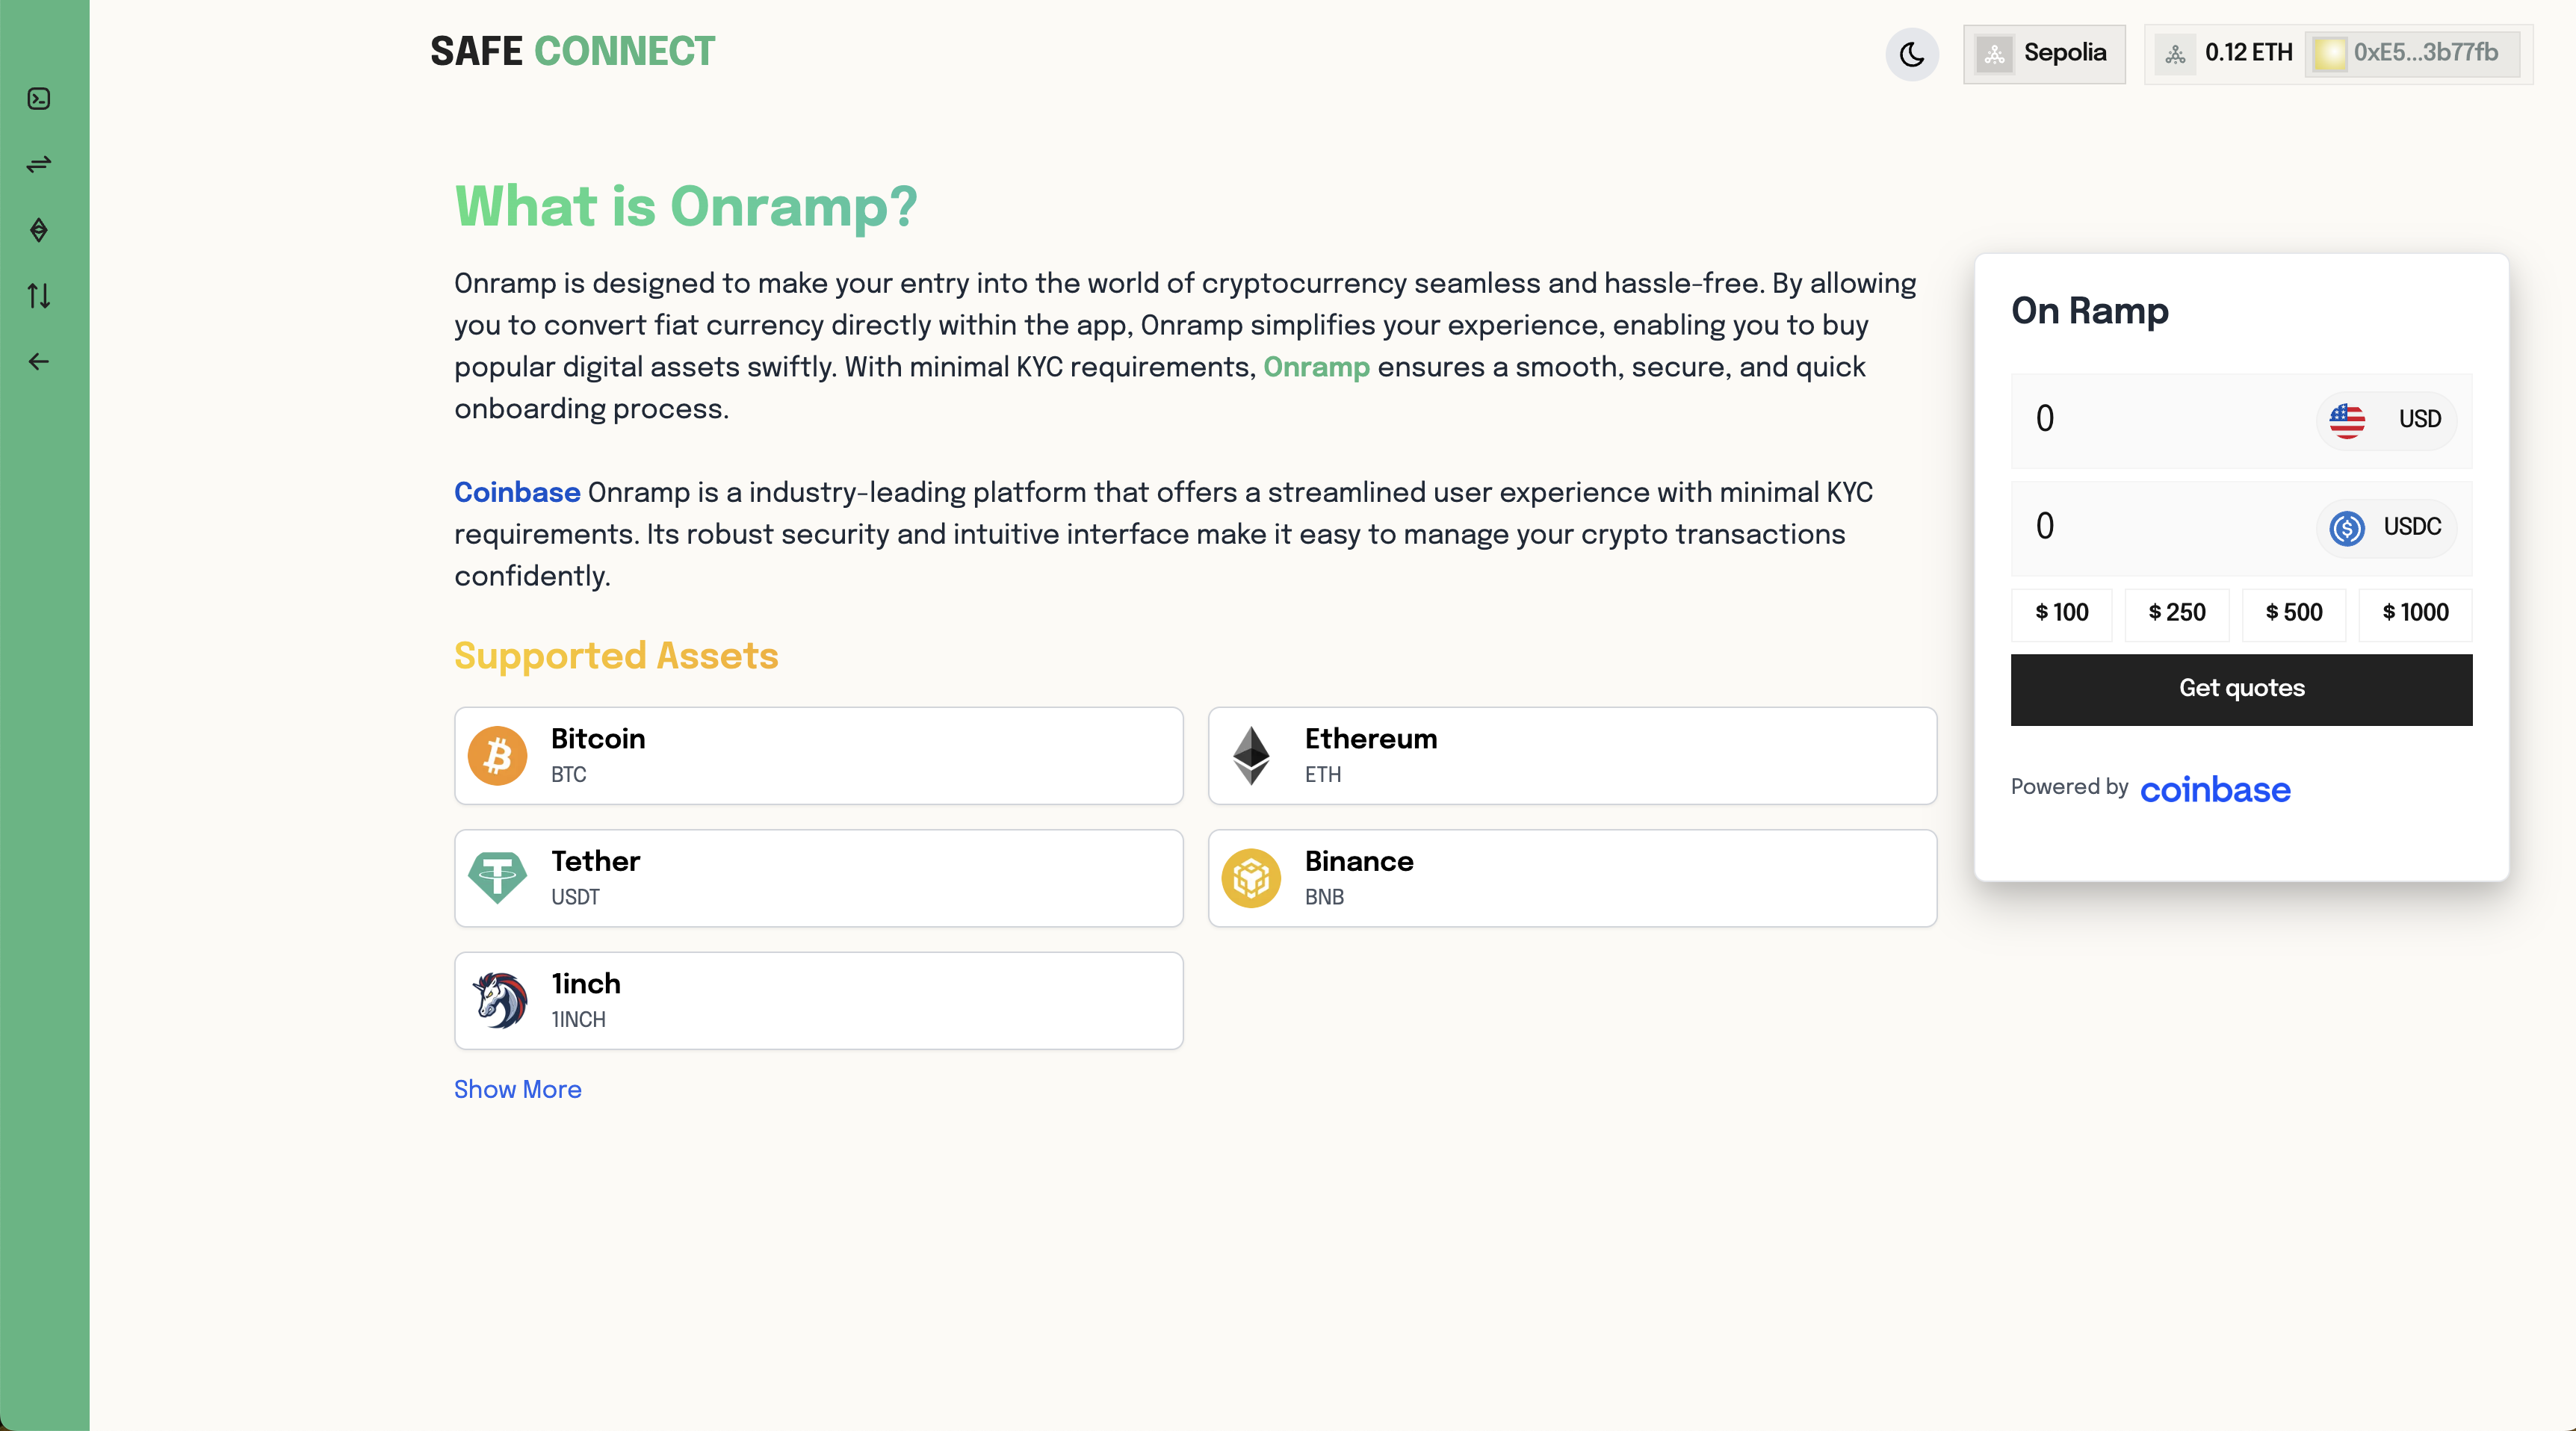 SAFE CONNECT
Sepolia
0.12 ETH
0xE5...3b77fb
What is Onramp?
Onramp is designed to make your entry into the world of cryptocurrency seamless and hassle-free. By allowing
you to convert fiat currency directly within the app, Onramp simplifies your experience, enabling you to buy
popular digital assets swiftly. With minimal KYC requirements, Onramp ensures a smooth, secure, and quick
onboarding process.
Coinbase Onramp is a industry-leading platform that offers a streamlined user experience with minimal KYC
requirements. Its robust security and intuitive interface make it easy to manage your crypto transactions
confidently.
Supported Assets
Bitcoin
BTC
Ethereum
ETH
Tether
USDT
Binance
BNB
1inch
1INCH
Show More
On Ramp
0
USD
0
USDC
$ 100
$ 250
$ 500
$ 1000
Get quotes
Powered by coinbase